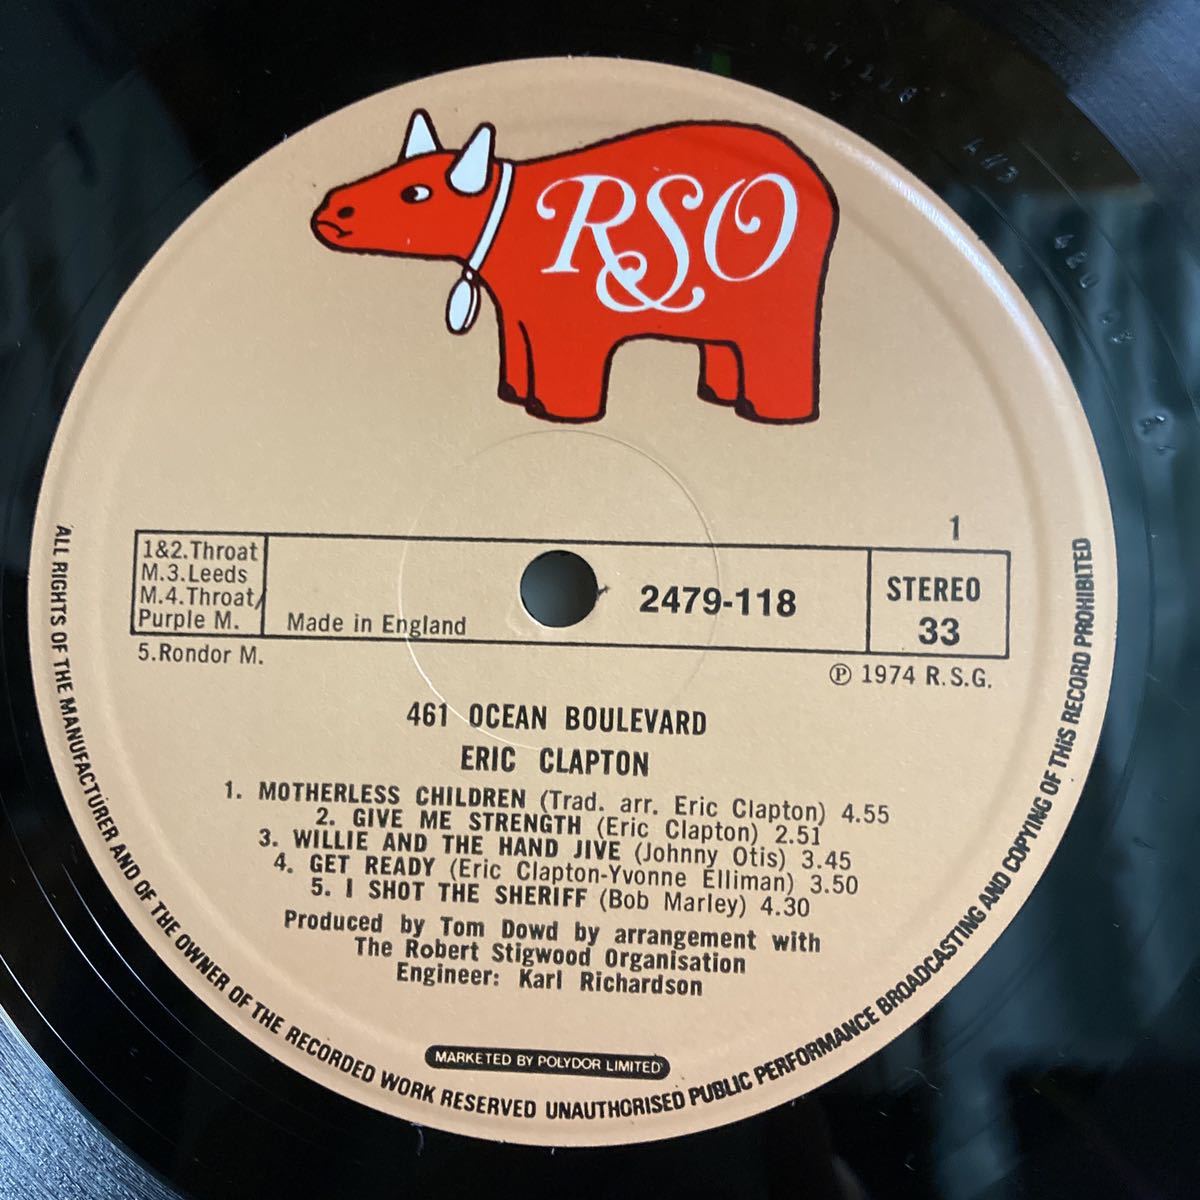 RSO
1
1&2.Throat
M.3.Leeds
M.4.Throat/
Purple M.
5.Rondor M.
Made in England
2479-118
STEREO
33
℗ 1974 R.S.G.
461 OCEAN BOULEVARD
ERIC CLAPTON
1. MOTHERLESS CHILDREN (Trad. arr. Eric Clapton) 4.55
2. GIVE ME STRENGTH (Eric Clapton) 2.51
3. WILLIE AND THE HAND JIVE (Johnny Otis) 3.45
4. GET READY (Eric Clapton-Yvonne Elliman) 3.50
5. I SHOT THE SHERIFF (Bob Marley) 4.30
Produced by Tom Dowd by arrangement with
The Robert Stigwood Organisation
Engineer: Karl Richardson
MARKETED BY POLYDOR LIMITED
ALL RIGHTS OF THE MANUFACTURER AND OF THE OWNER OF THE RECORDED WORK RESERVED UNAUTHORISED PUBLIC PERFORMANCE BROADCASTING AND COPYING OF THIS RECORD PROHIBITED